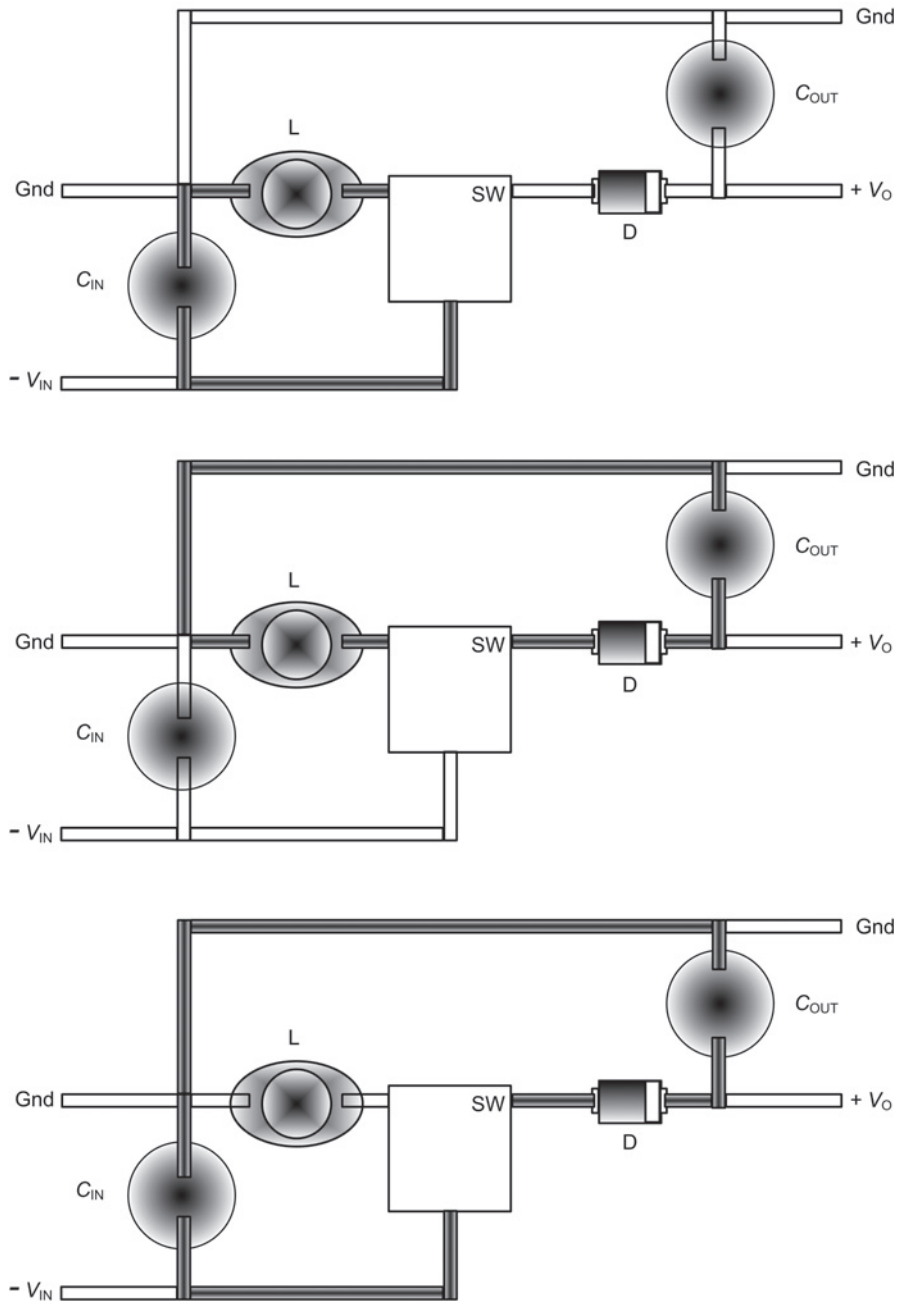 Gnd
C_OUT
L
Gnd
SW
+ V_O
D
C_IN
- V_IN
Gnd
C_OUT
L
Gnd
SW
+ V_O
D
C_IN
- V_IN
Gnd
C_OUT
L
Gnd
SW
+ V_O
D
C_IN
- V_IN